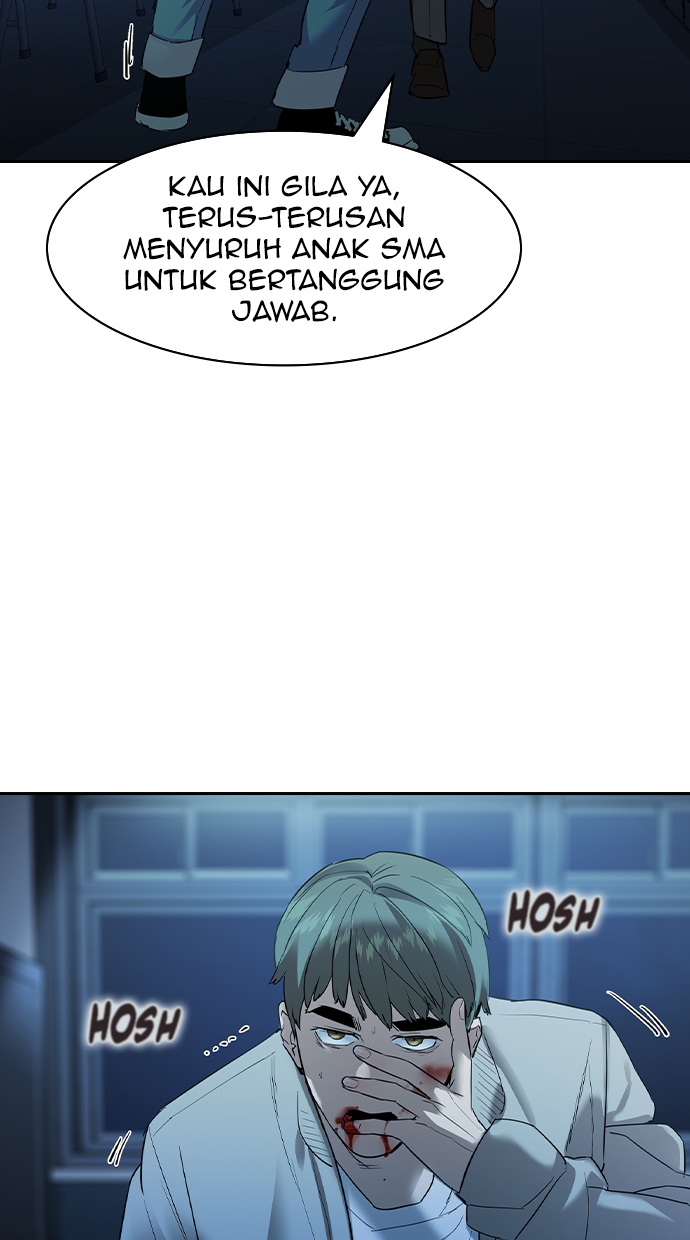 KAU INI GILA YA,
TERUS-TERUSAN
MENYURUH ANAK SMA
UNTUK BERTANGGUNG
JAWAB.
HOSH
HOSH